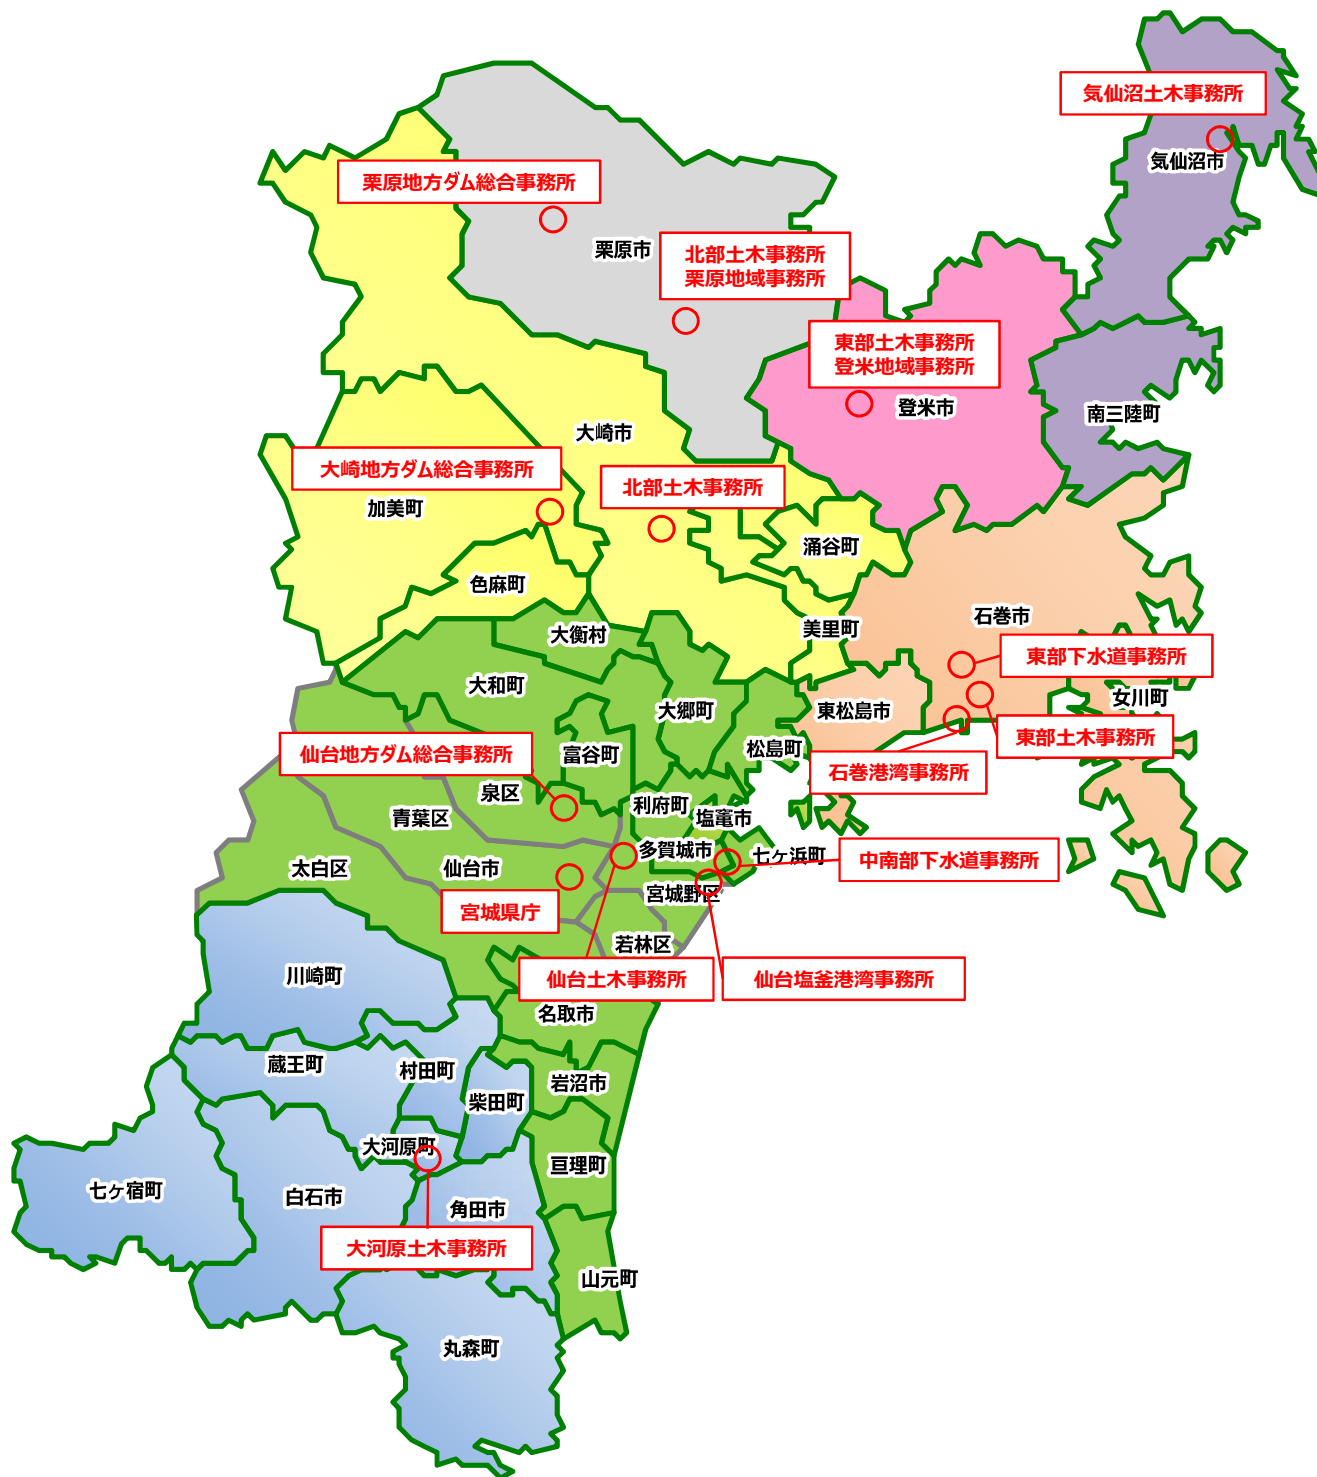 気仙沼土木事務所
気仙沼市
栗原地方ダム総合事務所
栗原市
北部土木事務所
栗原地域事務所
東部土木事務所
登米地域事務所
登米市
南三陸町
大崎市
大崎地方ダム総合事務所
北部土木事務所
加美町
涌谷町
色麻町
美里町
石巻市
大衡村
東部下水道事務所
大和町
女川町
大郷町
東松島市
東部土木事務所
松島町
仙台地方ダム総合事務所
富谷町
石巻港湾事務所
泉区
利府町
青葉区
塩竈市
多賀城市
七ヶ浜町
中南部下水道事務所
太白区
仙台市
宮城野区
宮城県庁
若林区
川崎町
仙台土木事務所
仙台塩釜港湾事務所
名取市
蔵王町
村田町
岩沼市
柴田町
大河原町
亘理町
七ヶ宿町
白石市
角田市
大河原土木事務所
山元町
丸森町